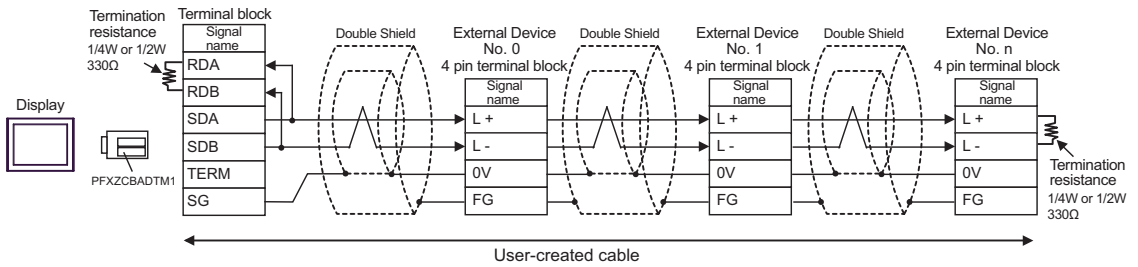 Termination
resistance
1/4W or 1/2W
330Ω
Terminal block
Signal
name
RDA
RDB
SDA
SDB
TERM
SG
Display
PFXZCBADTM1
Double Shield
External Device
No. 0
4 pin terminal block
Signal
name
L +
L -
0V
FG
Double Shield
External Device
No. 1
4 pin terminal block
Signal
name
L +
L -
0V
FG
Double Shield
External Device
No. n
4 pin terminal block
Signal
name
L +
L -
0V
FG
Termination
resistance
1/4W or 1/2W
330Ω
User-created cable